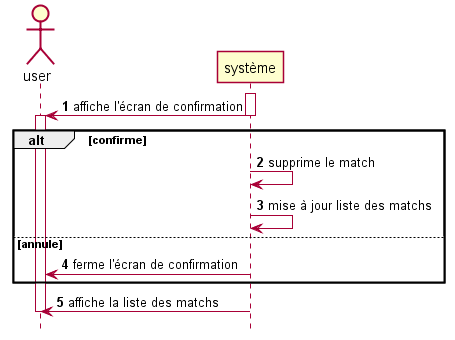 user
système
1 affiche l'écran de confirmation
alt [confirme]
2 supprime le match
3 mise à jour liste des matchs
[annule]
4 ferme l'écran de confirmation
5 affiche la liste des matchs